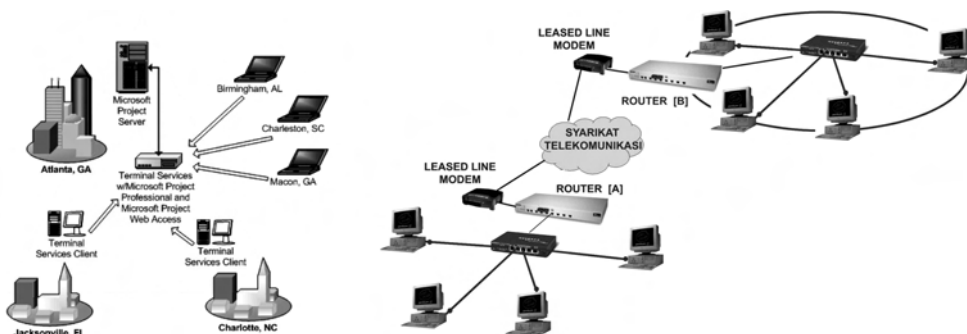 Microsoft
Project
Server
Atlanta, GA
Birmingham, AL
Charleston, SC
Macon, GA
Terminal Services
w/Microsoft Project
Professional and
Microsoft Project
Web Access
Terminal
Services Client
Terminal
Services Client
Jacksonville, FL
Charlotte, NC
LEASED LINE
MODEM
ROUTER [B]
SYARIKAT
TELEKOMUNIKASI
LEASED LINE
MODEM
ROUTER [A]